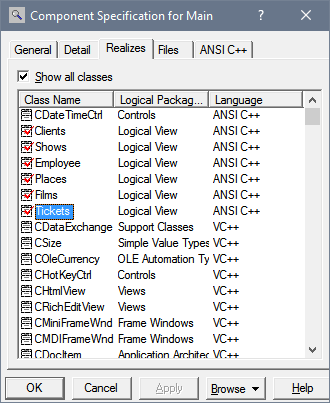 Component Specification for Main ? ×
General Detail Realizes Files ANSI C++
Show all classes
Class Name Logical Packag... Language
CDateTimeCtrl Controls ANSI C++
Clients Logical View ANSI C++
Shows Logical View ANSI C++
Employee Logical View ANSI C++
Places Logical View ANSI C++
Films Logical View ANSI C++
Tickets Logical View ANSI C++
CDataExchange Support Classes VC++
CSize Simple Value Types VC++
COleCurrency OLE Automation Ty VC++
CHotKeyCtrl Controls VC++
CHtmlView Views VC++
CRichEditView Views VC++
CMiniFrameWnd Frame Windows VC++
CMDIFrameWnd Frame Windows VC++
CDocItem Application Architec VC++
OK Cancel Apply Browse Help